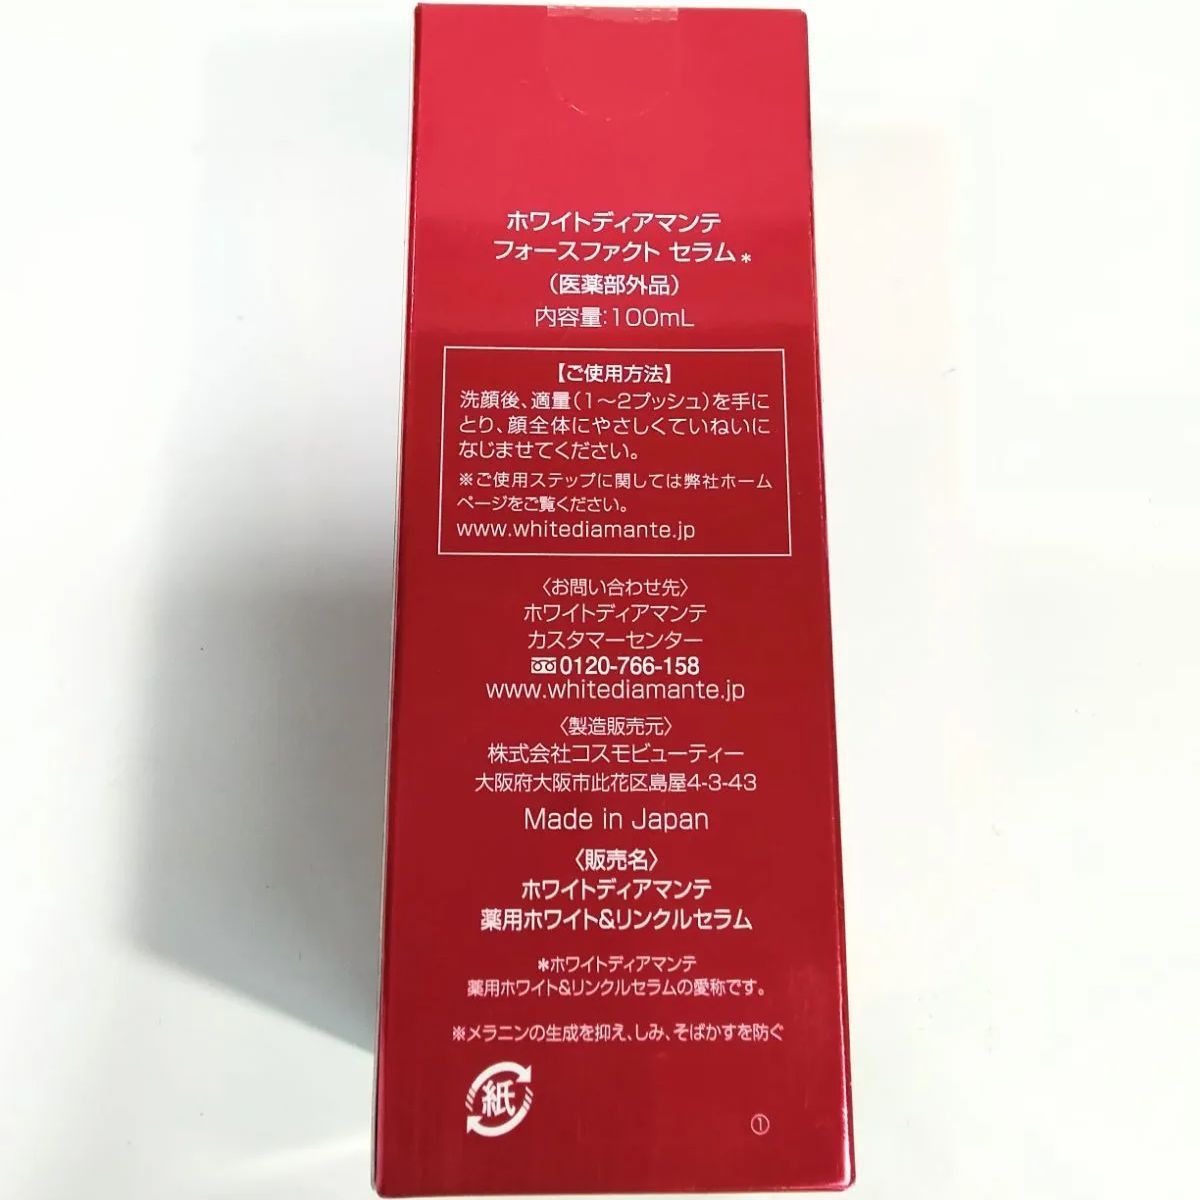 ホワイトディアマンテ
フォースファクト セラム*
（医薬部外品）
内容量:100mL
【ご使用方法】
洗顔後、適量（1〜2プッシュ）を手に
とり、顔全体にやさしくていねいに
なじませてください。
※ご使用ステップに関しては弊社ホーム
ページをご覧ください。
www.whitediamante.jp
〈お問い合わせ先〉
ホワイトディアマンテ
カスタマーセンター
0120-766-158
www.whitediamante.jp
〈製造販売元〉
株式会社コスモビューティー
大阪府大阪市此花区島屋4-3-43
Made in Japan
〈販売名〉
ホワイトディアマンテ
薬用ホワイト&リンクルセラム
*ホワイトディアマンテ
薬用ホワイト&リンクルセラムの愛称です。
※メラニンの生成を抑え、しみ、そばかすを防ぐ
紙
①